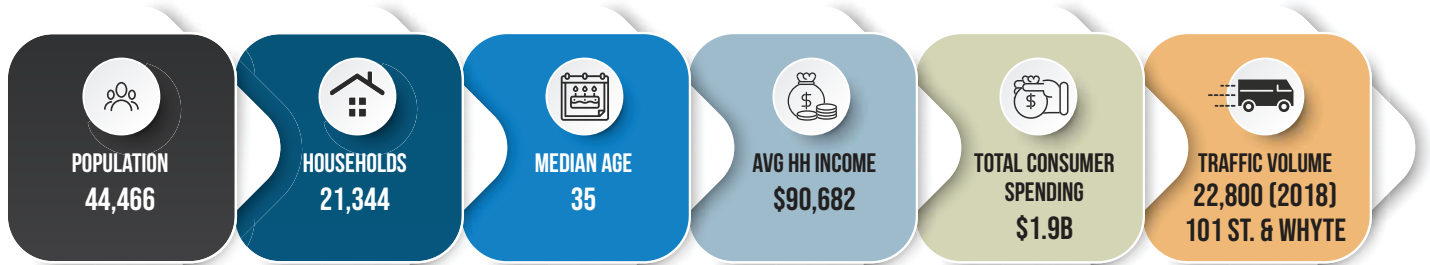 POPULATION
44,466
HOUSEHOLDS
21,344
MEDIAN AGE
35
AVG HH INCOME
$90,682
TOTAL CONSUMER
SPENDING
$1.9B
TRAFFIC VOLUME
22,800 (2018)
101 ST. & WHYTE